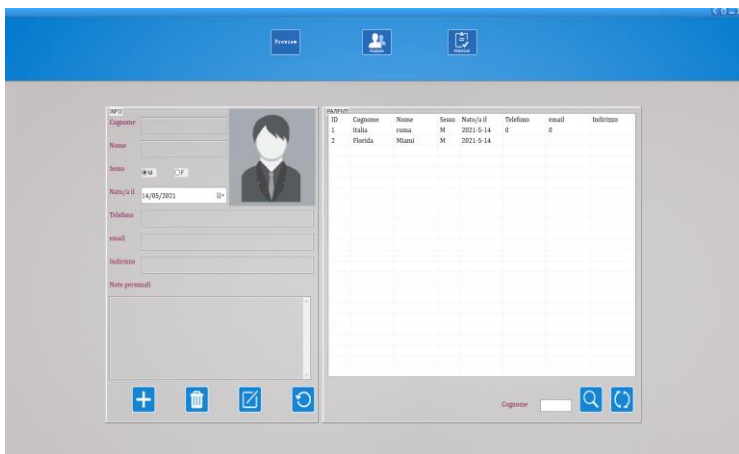 Preview
Analysis
INFO
Cognome
Nome
Sesso
M F
Nato/a il
14/05/2021
Telefono
email
Indirizzo
Note personali
PAZIENTI
ID Cognome Nome Sesso Nato/a il Telefono email Indirizzo
1 italia roma M 2021-5-14 0 0
2 Florida Miami M 2021-5-14
Cognome